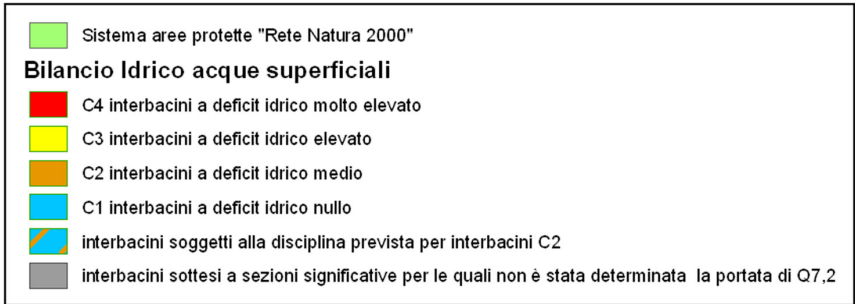 Sistema aree protette "Rete Natura 2000"
Bilancio Idrico acque superficiali
C4 interbacini a deficit idrico molto elevato
C3 interbacini a deficit idrico elevato
C2 interbacini a deficit idrico medio
C1 interbacini a deficit idrico nullo
interbacini soggetti alla disciplina prevista per interbacini C2
interbacini sottesi a sezioni significative per le quali non è stata determinata la portata di Q7,2